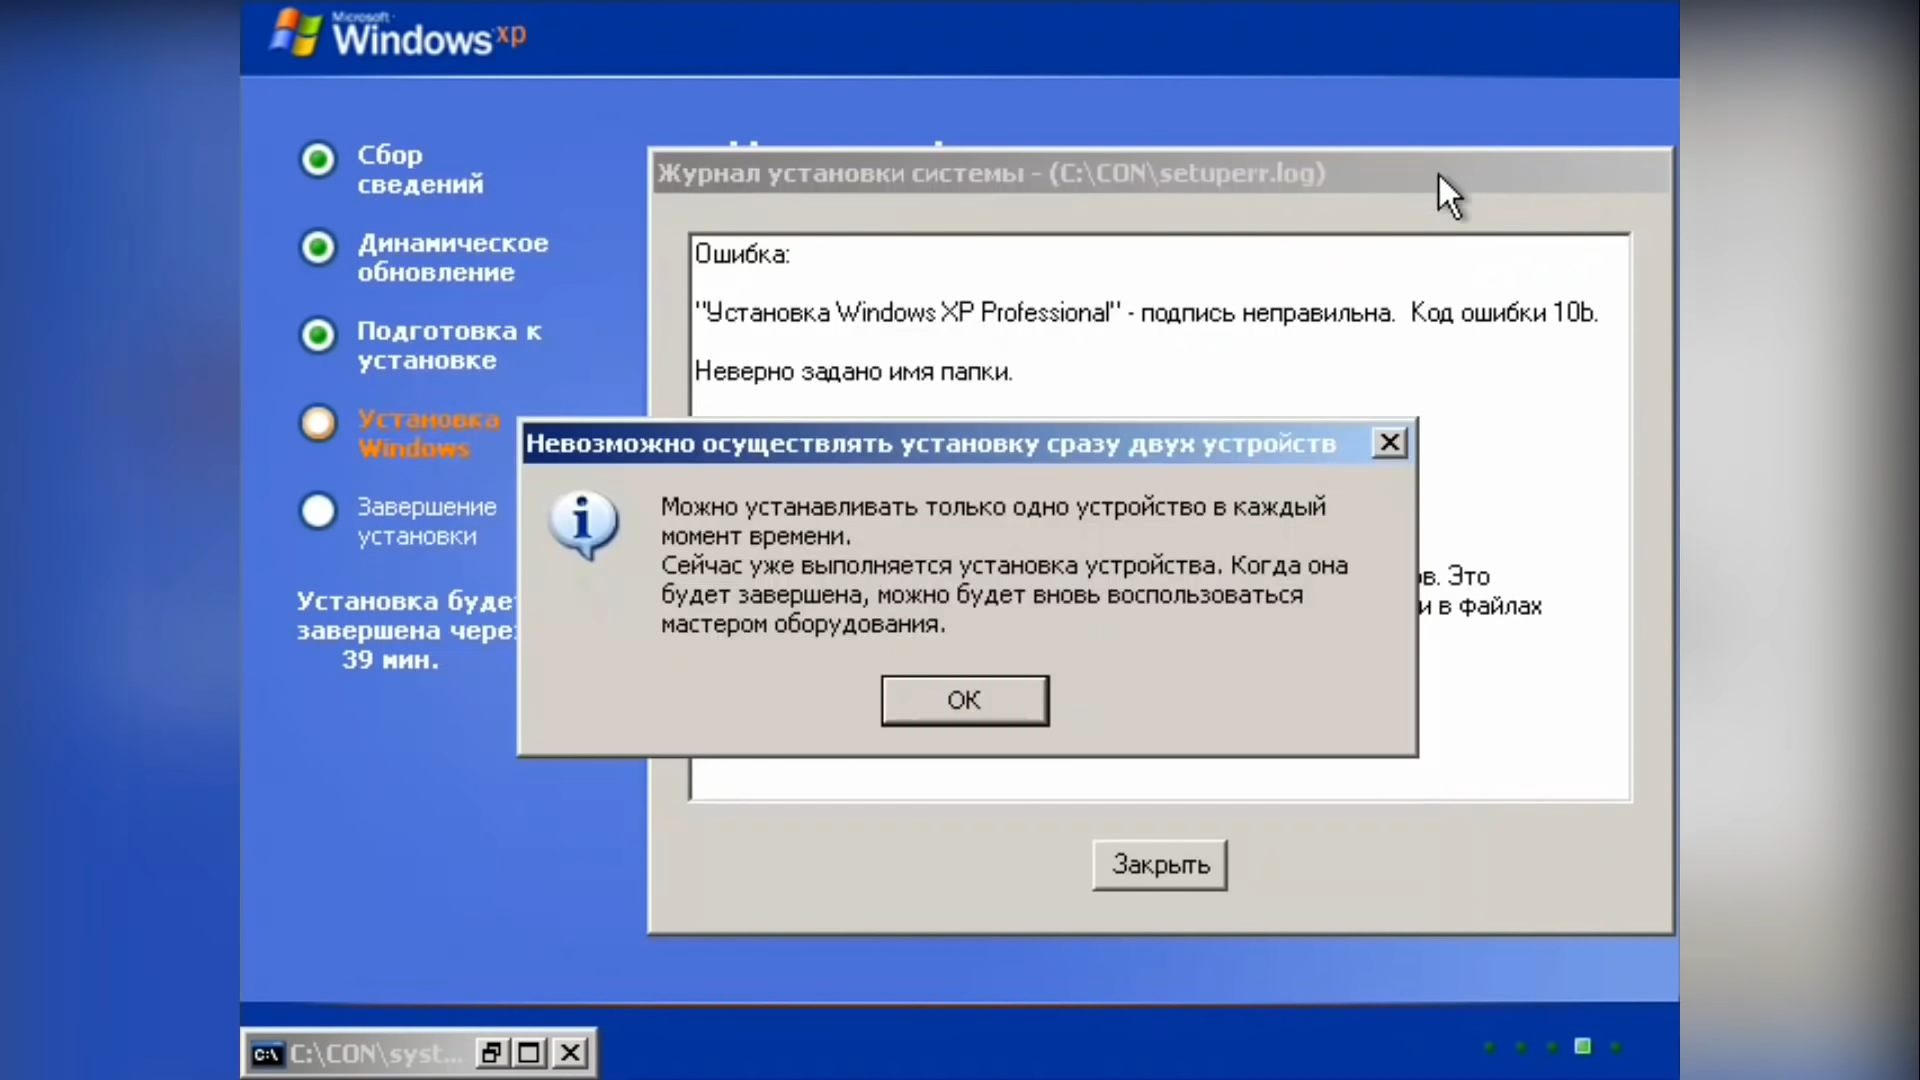 Microsoft
Windows xp
Сбор
сведений
Динамическое
обновление
Подготовка к
установке
Установка
Windows
Завершение
установки
Установка буде
завершена чере
39 мин.
Журнал установки системы - (C:\CON\setuperr.log)
Ошибка:
"Установка Windows XP Professional" - подпись неправильна. Код ошибки 10b.
Неверно задано имя папки.
ов. Это
и в файлах
Закрыть
Невозможно осуществлять установку сразу двух устройств
Можно устанавливать только одно устройство в каждый
момент времени.
Сейчас уже выполняется установка устройства. Когда она
будет завершена, можно будет вновь воспользоваться
мастером оборудования.
OK
C:\CON\syst...